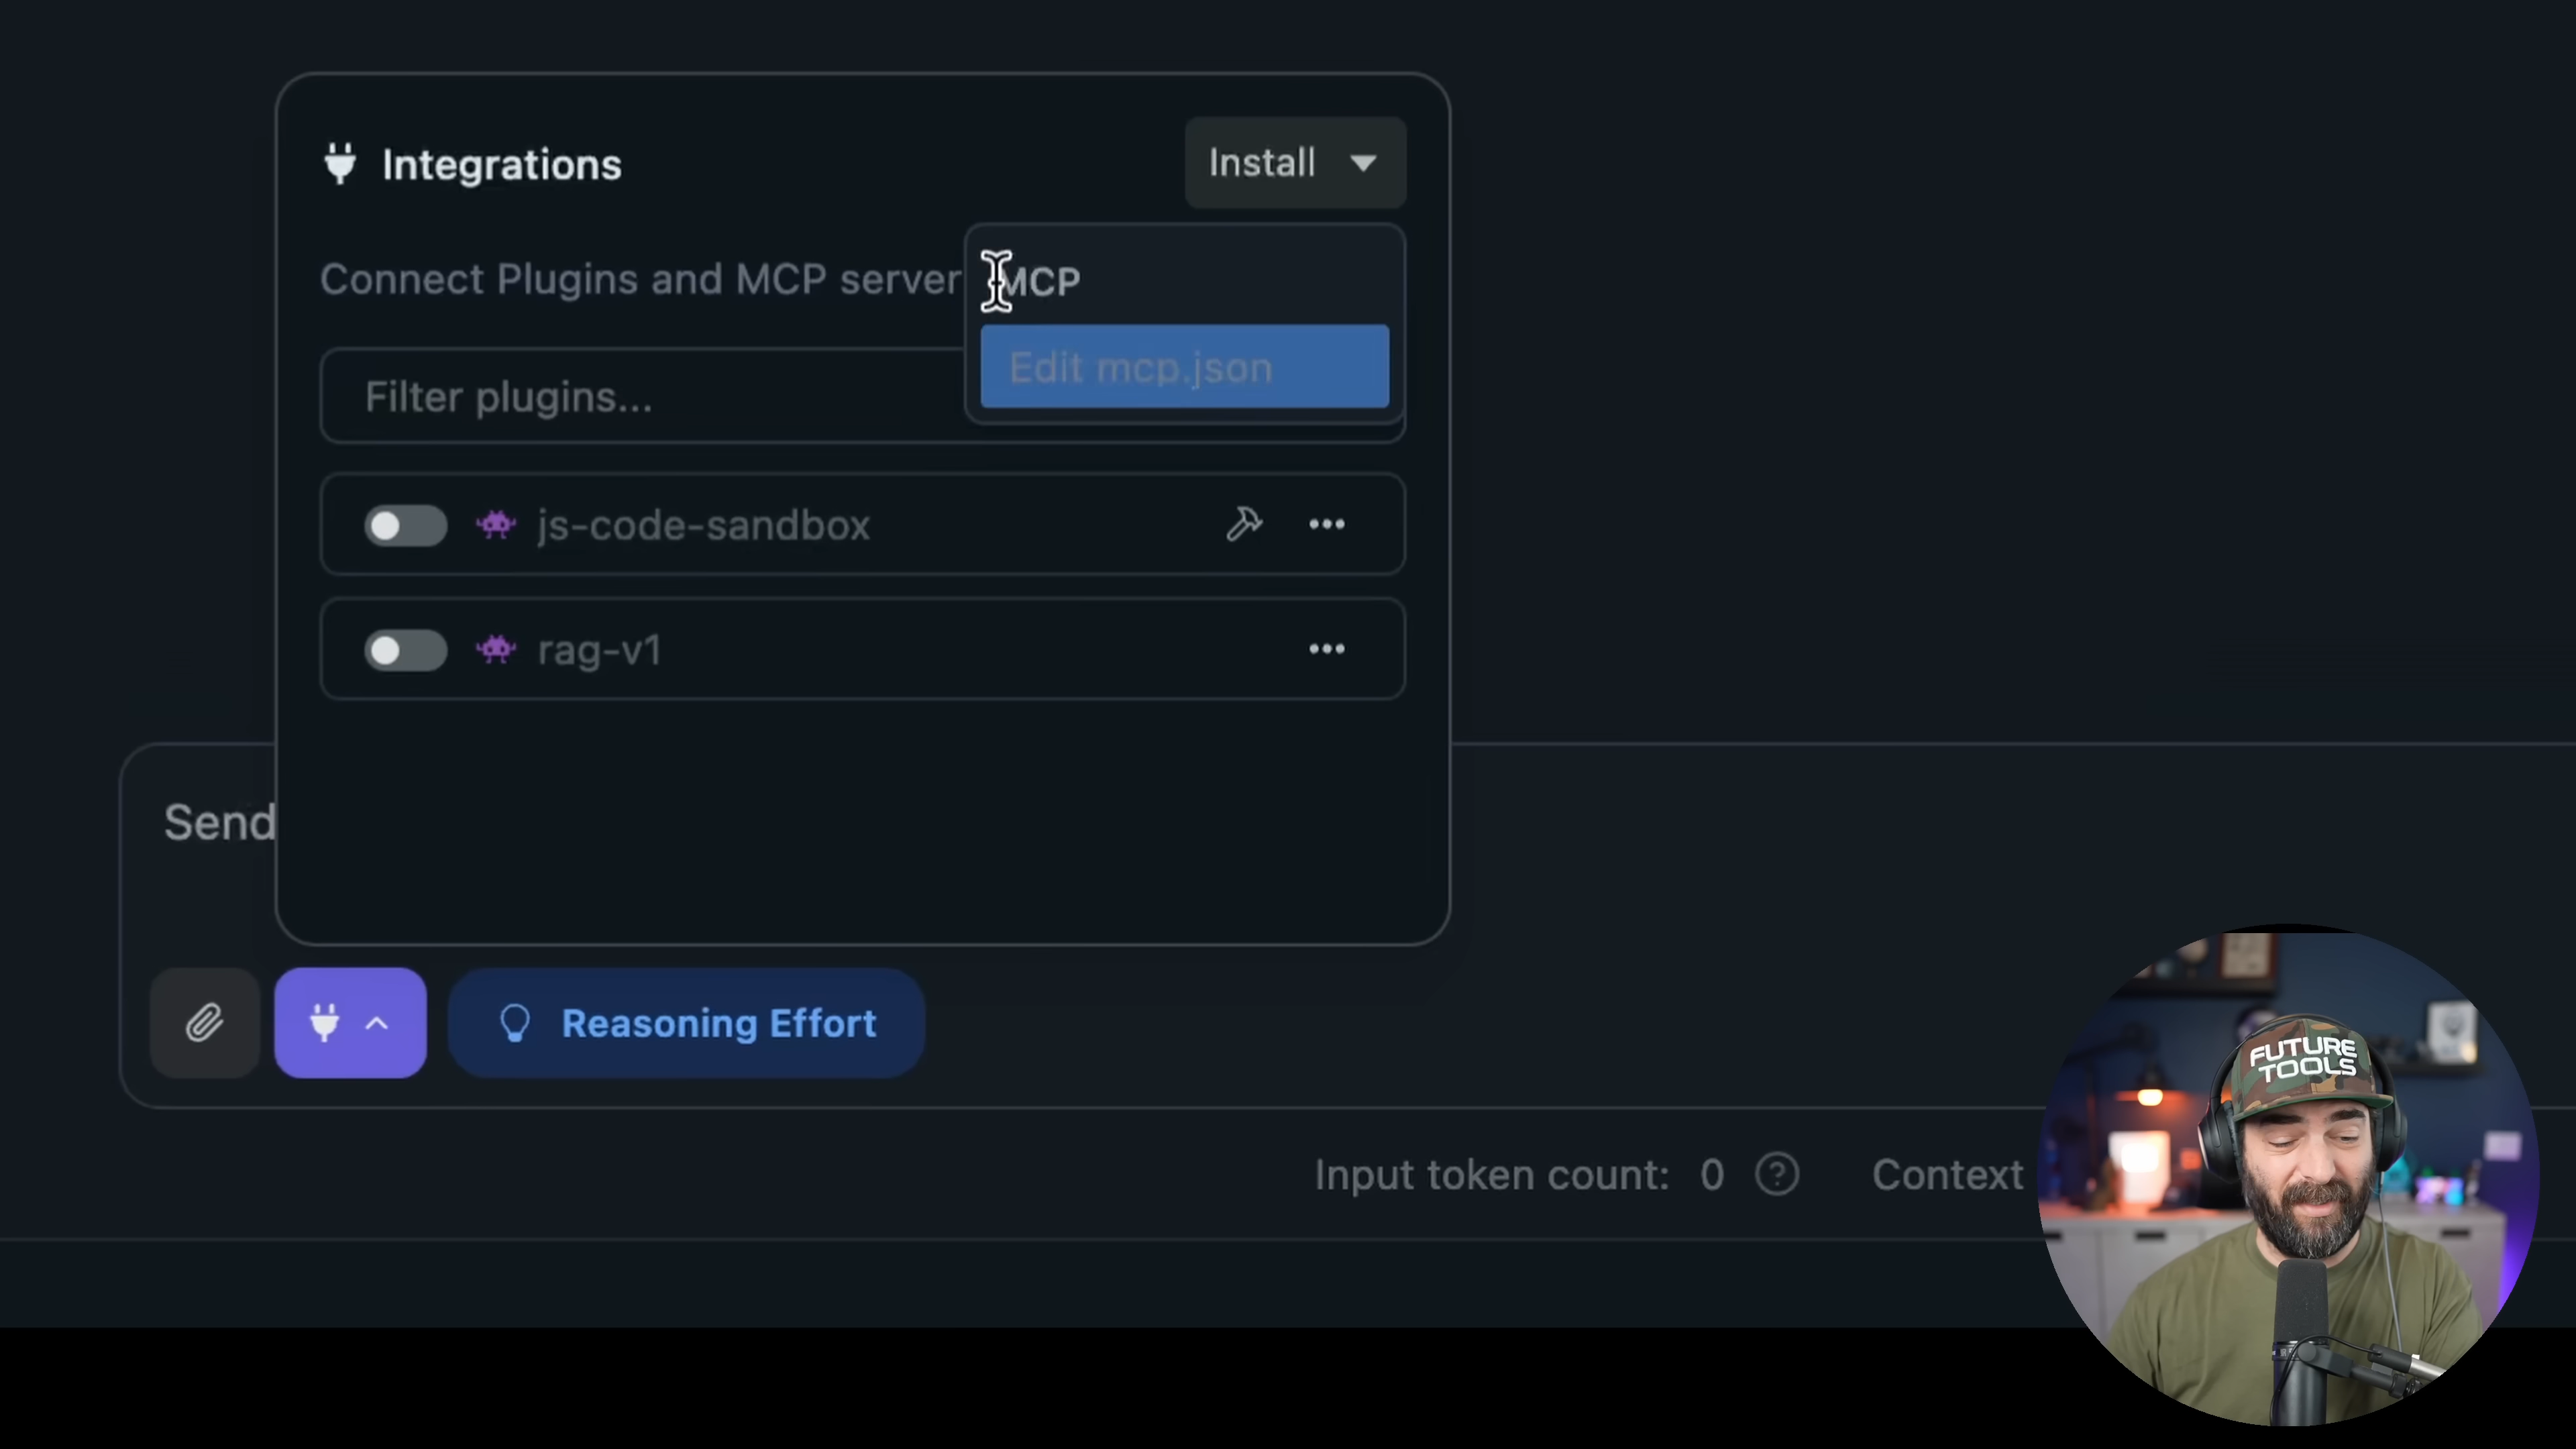 Integrations
Install
Connect Plugins and MCP server
MCP
Edit mcp.json
Filter plugins...
js-code-sandbox
rag-v1
Send
Reasoning Effort
Input token count: 0
Context
FUTURE
TOOLS